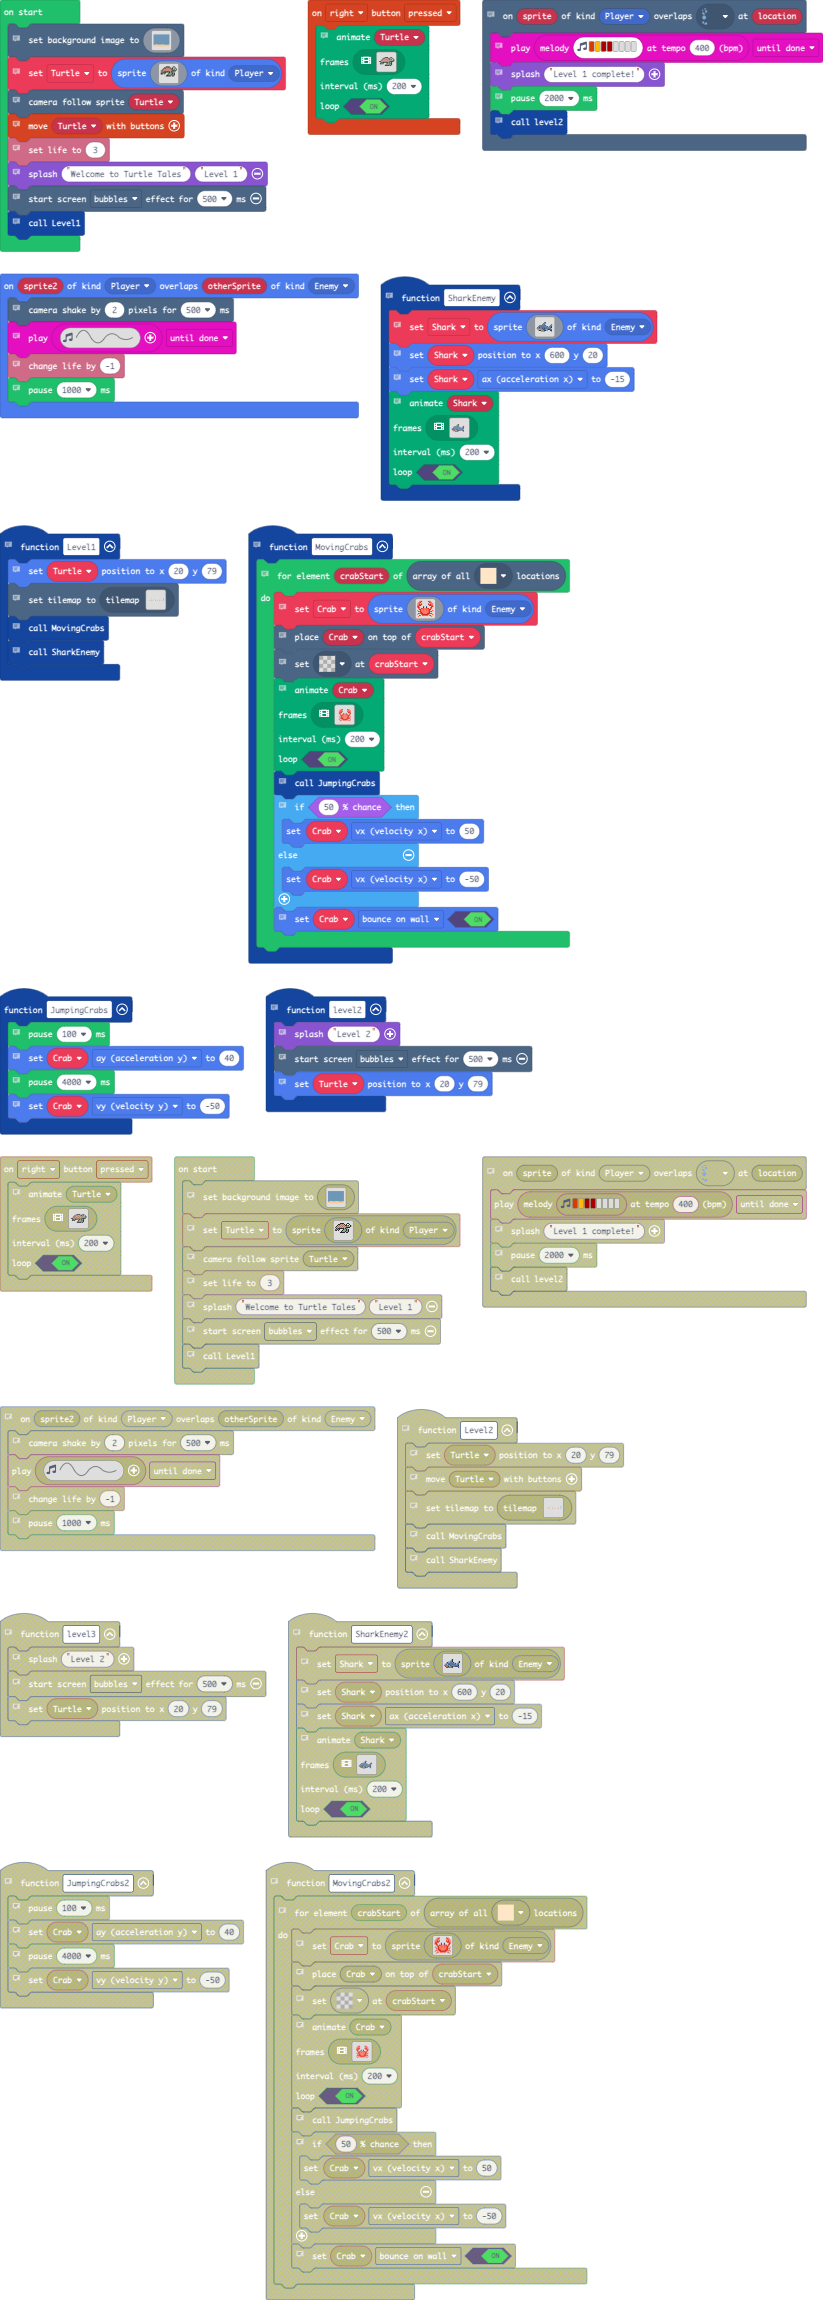 on start
set background image to
set Turtle to sprite of kind Player
camera follow sprite Turtle
move Turtle with buttons
set life to 3
splash "Welcome to Turtle Tales" "Level 1"
start screen bubbles effect for 500 ms
call Level1
on right button pressed
animate Turtle
frames
interval (ms) 200
loop ON
on sprite of kind Player overlaps at location
play melody at tempo 400 (bpm) until done
splash "Level 1 complete!"
pause 2000 ms
call level2
on sprite2 of kind Player overlaps otherSprite of kind Enemy
camera shake by 2 pixels for 500 ms
play until done
change life by -1
pause 1000 ms
function SharkEnemy
set Shark to sprite of kind Enemy
set Shark position to x 600 y 20
set Shark ax (acceleration x) to -15
animate Shark
frames
interval (ms) 200
loop ON
function Level1
set Turtle position to x 20 y 79
set tilemap to tilemap
call MovingCrabs
call SharkEnemy
function MovingCrabs
for element crabStart of array of all locations
do
set Crab to sprite of kind Enemy
place Crab on top of crabStart
set at crabStart
animate Crab
frames
interval (ms) 200
loop ON
call JumpingCrabs
if 50 % chance then
set Crab vx (velocity x) to 50
else
set Crab vx (velocity x) to -50
set Crab bounce on wall ON
function JumpingCrabs
pause 100 ms
set Crab ay (acceleration y) to 40
pause 4000 ms
set Crab vy (velocity y) to -50
function level2
splash "Level 2"
start screen bubbles effect for 500 ms
set Turtle position to x 20 y 79
on right button pressed
animate Turtle
frames
interval (ms) 200
loop ON
on start
set background image to
set Turtle to sprite of kind Player
camera follow sprite Turtle
set life to 3
splash "Welcome to Turtle Tales" "Level 1"
start screen bubbles effect for 500 ms
call Level1
on sprite of kind Player overlaps at location
play melody at tempo 400 (bpm) until done
splash "Level 1 complete!"
pause 2000 ms
call level2
on sprite2 of kind Player overlaps otherSprite of kind Enemy
camera shake by 2 pixels for 500 ms
play until done
change life by -1
pause 1000 ms
function Level2
set Turtle position to x 20 y 79
move Turtle with buttons
set tilemap to tilemap
call MovingCrabs
call SharkEnemy
function level3
splash "Level 2"
start screen bubbles effect for 500 ms
set Turtle position to x 20 y 79
function SharkEnemy2
set Shark to sprite of kind Enemy
set Shark position to x 600 y 20
set Shark ax (acceleration x) to -15
animate Shark
frames
interval (ms) 200
loop ON
function JumpingCrabs2
pause 100 ms
set Crab ay (acceleration y) to 40
pause 4000 ms
set Crab vy (velocity y) to -50
function MovingCrabs2
for element crabStart of array of all locations
do
set Crab to sprite of kind Enemy
place Crab on top of crabStart
set at crabStart
animate Crab
frames
interval (ms) 200
loop ON
call JumpingCrabs
if 50 % chance then
set Crab vx (velocity x) to 50
else
set Crab vx (velocity x) to -50
set Crab bounce on wall ON